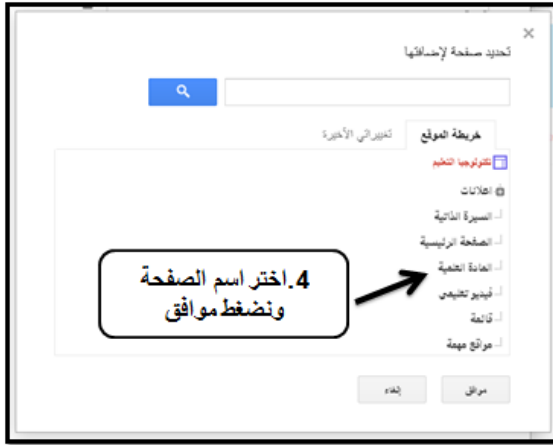 تحديد صفحة لإضافتها
خريطة الموقع
تغييراتي الأخيرة
تكنولوجيا التعليم
اعلانات
السيرة الذاتية
الصفحة الرئيسية
المادة العلمية
فيديو تعليمي
قائمة
مواقع مهمة
4.اختر اسم الصفحة
ونضغط موافق
موافق
إلغاء